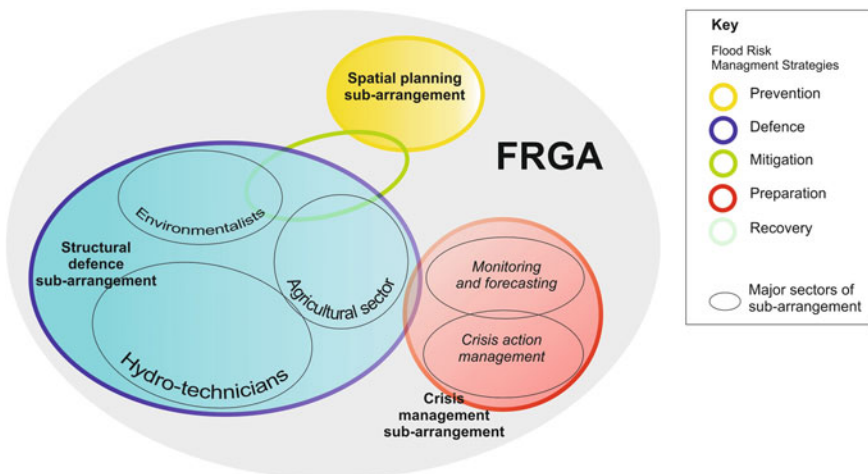 Spatial planning
sub-arrangement
FRGA
Environmentalists
Structural
defence
sub-arrangement
Agricultural sector
Hydro-technicians
Monitoring
and forecasting
Crisis action
management
Crisis
management
sub-arrangement
Key
Flood Risk
Managment Strategies
Prevention
Defence
Mitigation
Preparation
Recovery
Major sectors of
sub-arrangement